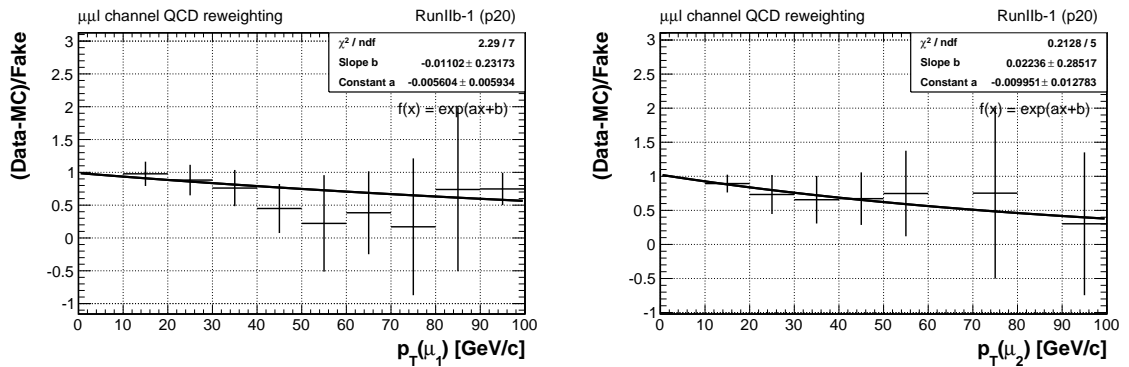 μμl channel QCD reweighting RunIIb-1 (p20)
χ² / ndf 2.29 / 7
Slope b -0.01102 ± 0.23173
Constant a -0.005604 ± 0.005934
f(x) = exp(ax+b)
(Data-MC)/Fake
3
2.5
2
1.5
1
0.5
0
-0.5
-1
0 10 20 30 40 50 60 70 80 90 100
p_T(μ_1) [GeV/c]
μμl channel QCD reweighting RunIIb-1 (p20)
χ² / ndf 0.2128 / 5
Slope b 0.02236 ± 0.28517
Constant a -0.009951 ± 0.012783
f(x) = exp(ax+b)
(Data-MC)/Fake
3
2.5
2
1.5
1
0.5
0
-0.5
-1
0 10 20 30 40 50 60 70 80 90 100
p_T(μ_2) [GeV/c]